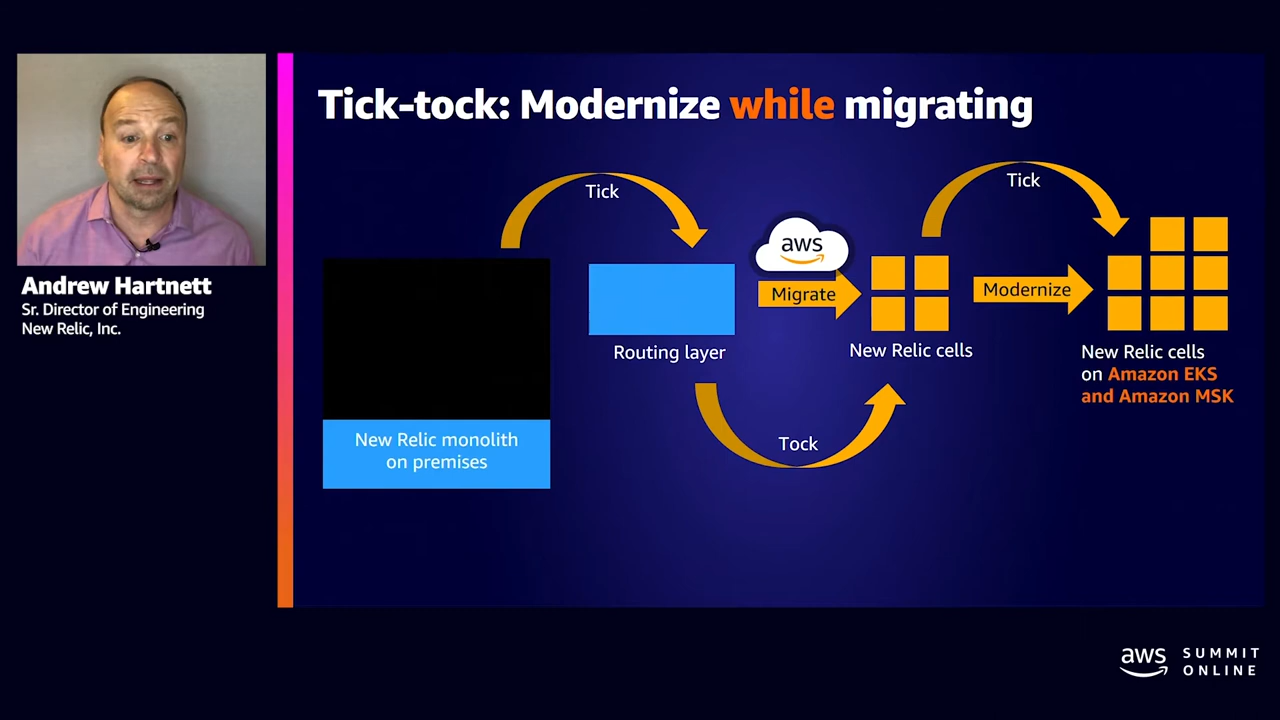 Tick-tock: Modernize while migrating
Andrew Hartnett
Sr. Director of Engineering
New Relic, Inc.
Tick
Tick
aws
Migrate
Modernize
New Relic monolith
on premises
Routing layer
New Relic cells
New Relic cells
on Amazon EKS
and Amazon MSK
Tock
aws
SUMMIT
ONLINE